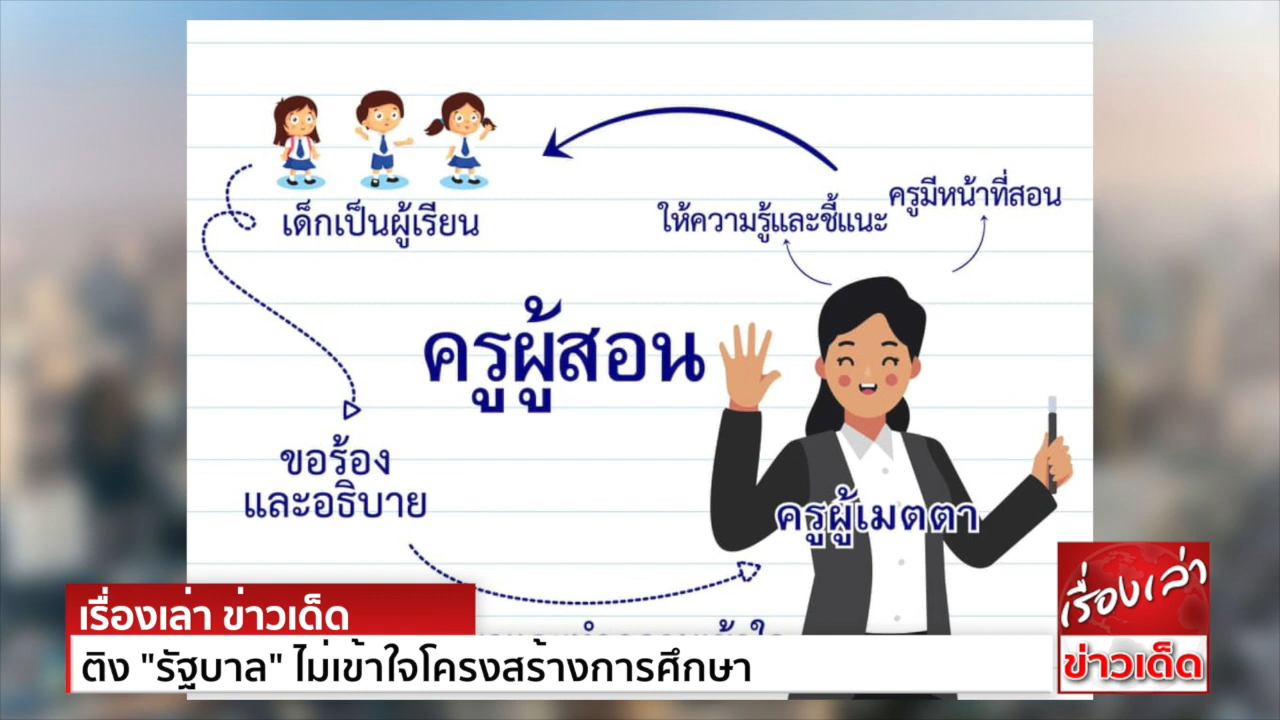 เด็กเป็นผู้เรียน
ให้ความรู้และชี้แนะ
ครูมีหน้าที่สอน
ครูผู้สอน
ขอร้อง
และอธิบาย
ครูผู้เมตตา
เรื่องเล่า ข่าวเด็ด
ติง "รัฐบาล" ไม่เข้าใจโครงสร้างการศึกษา
เรื่องเล่า
ข่าวเด็ด